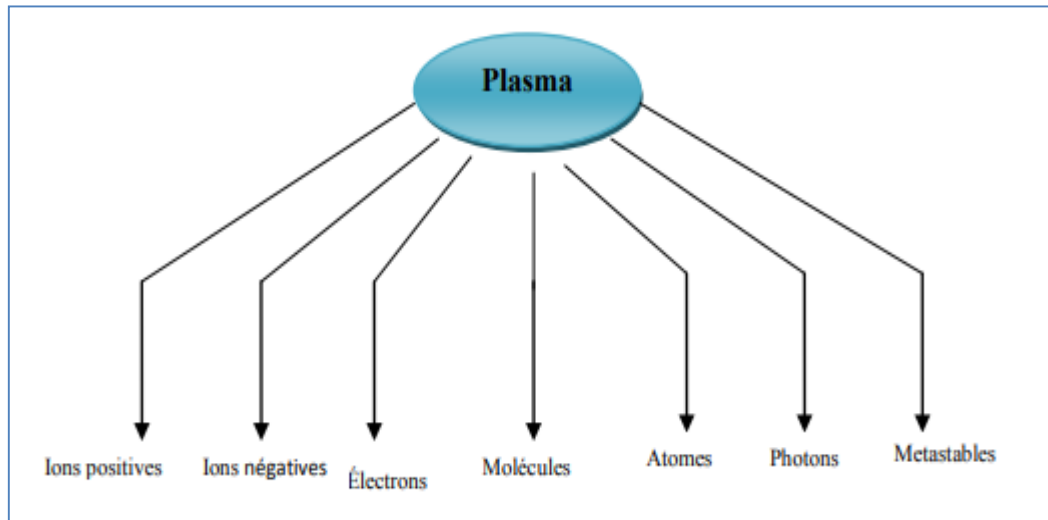 Plasma
Ions positives
Ions négatives
Électrons
Molécules
Atomes
Photons
Metastables